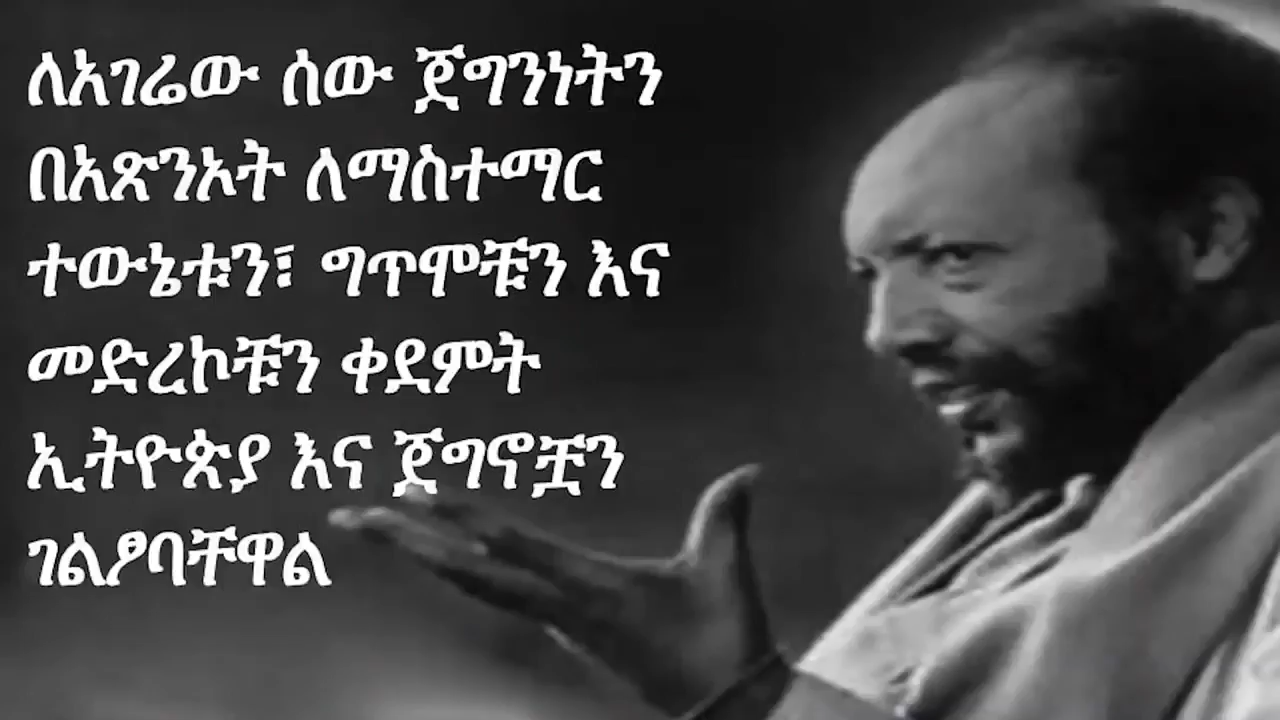 ለአገሬው ሰው ጀግንነትን
በአጽንኦት ለማስተማር
ተውኔቱን፣ ግጥሞቹን እና
መድረኮቹን ቀደምት
ኢትዮጵያ እና ጀግኖቿን
ገልፆባቸዋል